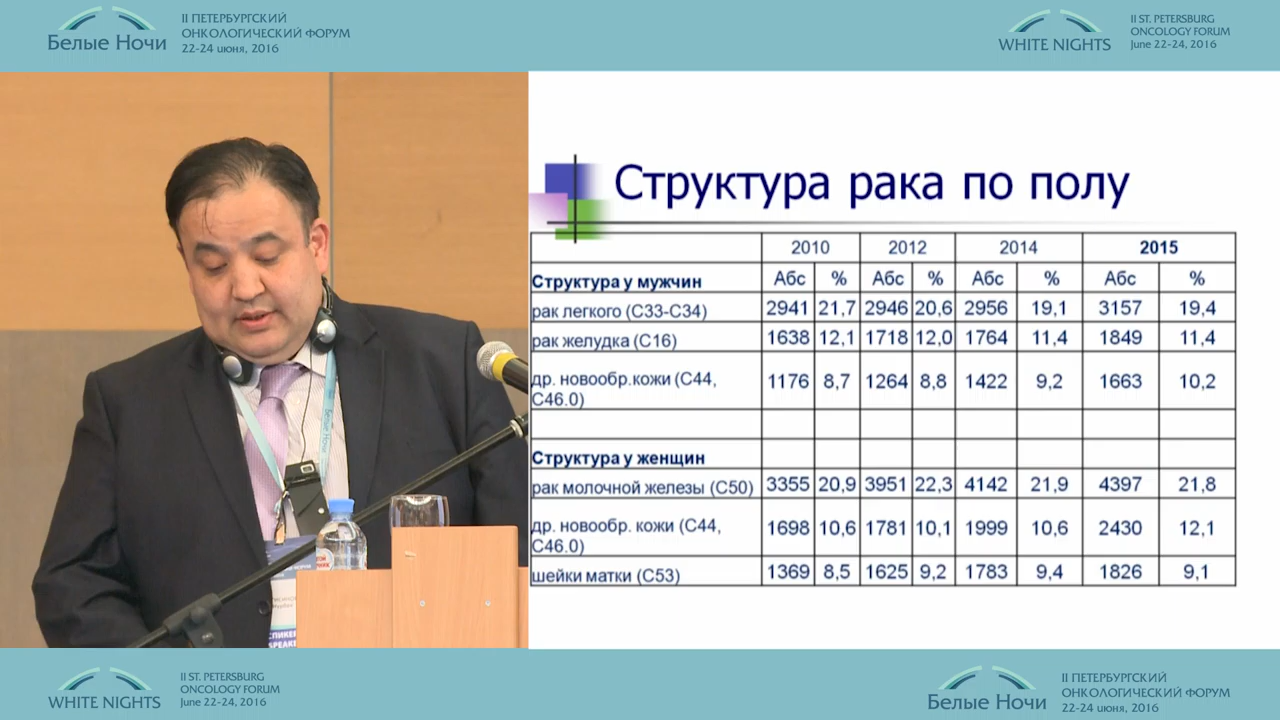 Белые Ночи
II ПЕТЕРБУРГСКИЙ
ОНКОЛОГИЧЕСКИЙ ФОРУМ
22-24 июня, 2016
WHITE NIGHTS
II ST. PETERSBURG
ONCOLOGY FORUM
June 22-24, 2016
Структура рака по полу
2010 2012 2014 2015
Структура у мужчин Абс % Абс % Абс % Абс %
рак легкого (С33-С34) 2941 21,7 2946 20,6 2956 19,1 3157 19,4
рак желудка (С16) 1638 12,1 1718 12,0 1764 11,4 1849 11,4
др. новообр.кожи (С44,
С46.0) 1176 8,7 1264 8,8 1422 9,2 1663 10,2
Структура у женщин
рак молочной железы (С50) 3355 20,9 3951 22,3 4142 21,9 4397 21,8
др. новообр. кожи (С44,
С46.0) 1698 10,6 1781 10,1 1999 10,6 2430 12,1
шейки матки (С53) 1369 8,5 1625 9,2 1783 9,4 1826 9,1
Белые Ночи
СПИКЕР
SPEAKER
WHITE NIGHTS
II ST. PETERSBURG
ONCOLOGY FORUM
June 22-24, 2016
Белые Ночи
II ПЕТЕРБУРГСКИЙ
ОНКОЛОГИЧЕСКИЙ ФОРУМ
22-24 июня, 2016